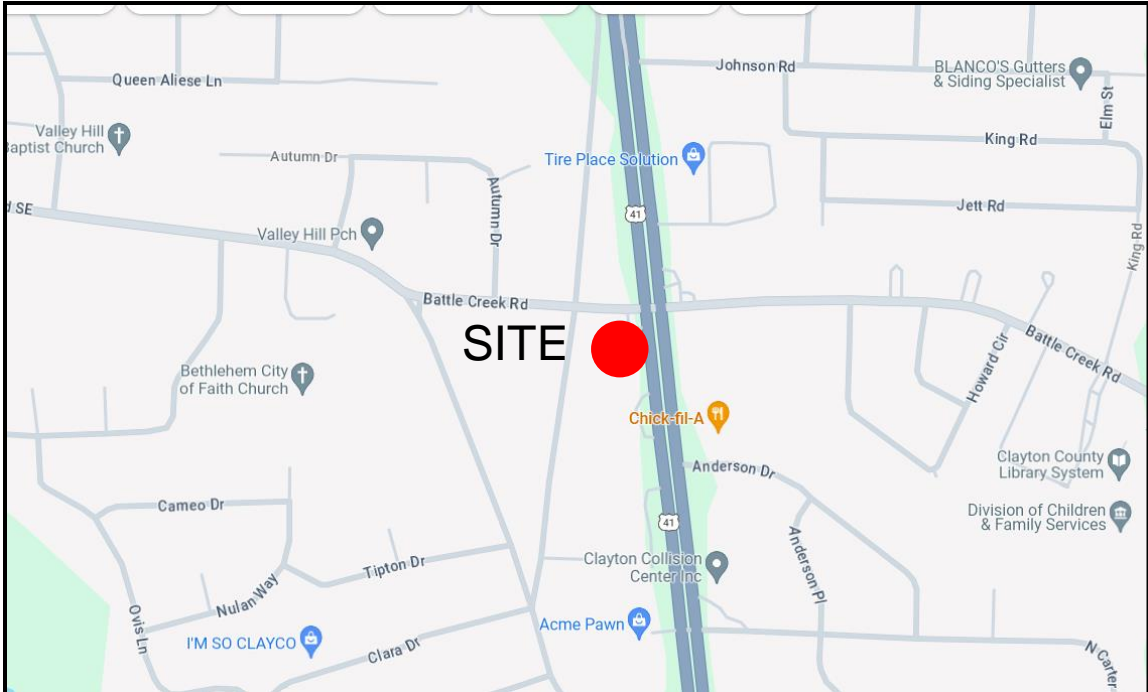 Johnson Rd
BLANCO'S Gutters
& Siding Specialist
Queen Aliese Ln
Elm St
Valley Hill
Baptist Church
King Rd
Autumn Dr
Tire Place Solution
Autumn Dr
Jett Rd
SE
41
Valley Hill Pch
King Rd
Battle Creek Rd
SITE
Battle Creek Rd
Howard Cir
Bethlehem City
of Faith Church
Chick-fil-A
Clayton County
Library System
Anderson Dr
Cameo Dr
Division of Children
& Family Services
41
Anderson Pl
Clayton Collision
Center Inc
Tipton Dr
Nulan Way
Ovis Ln
Acme Pawn
I'M SO CLAYCO
Clara Dr
N Carter